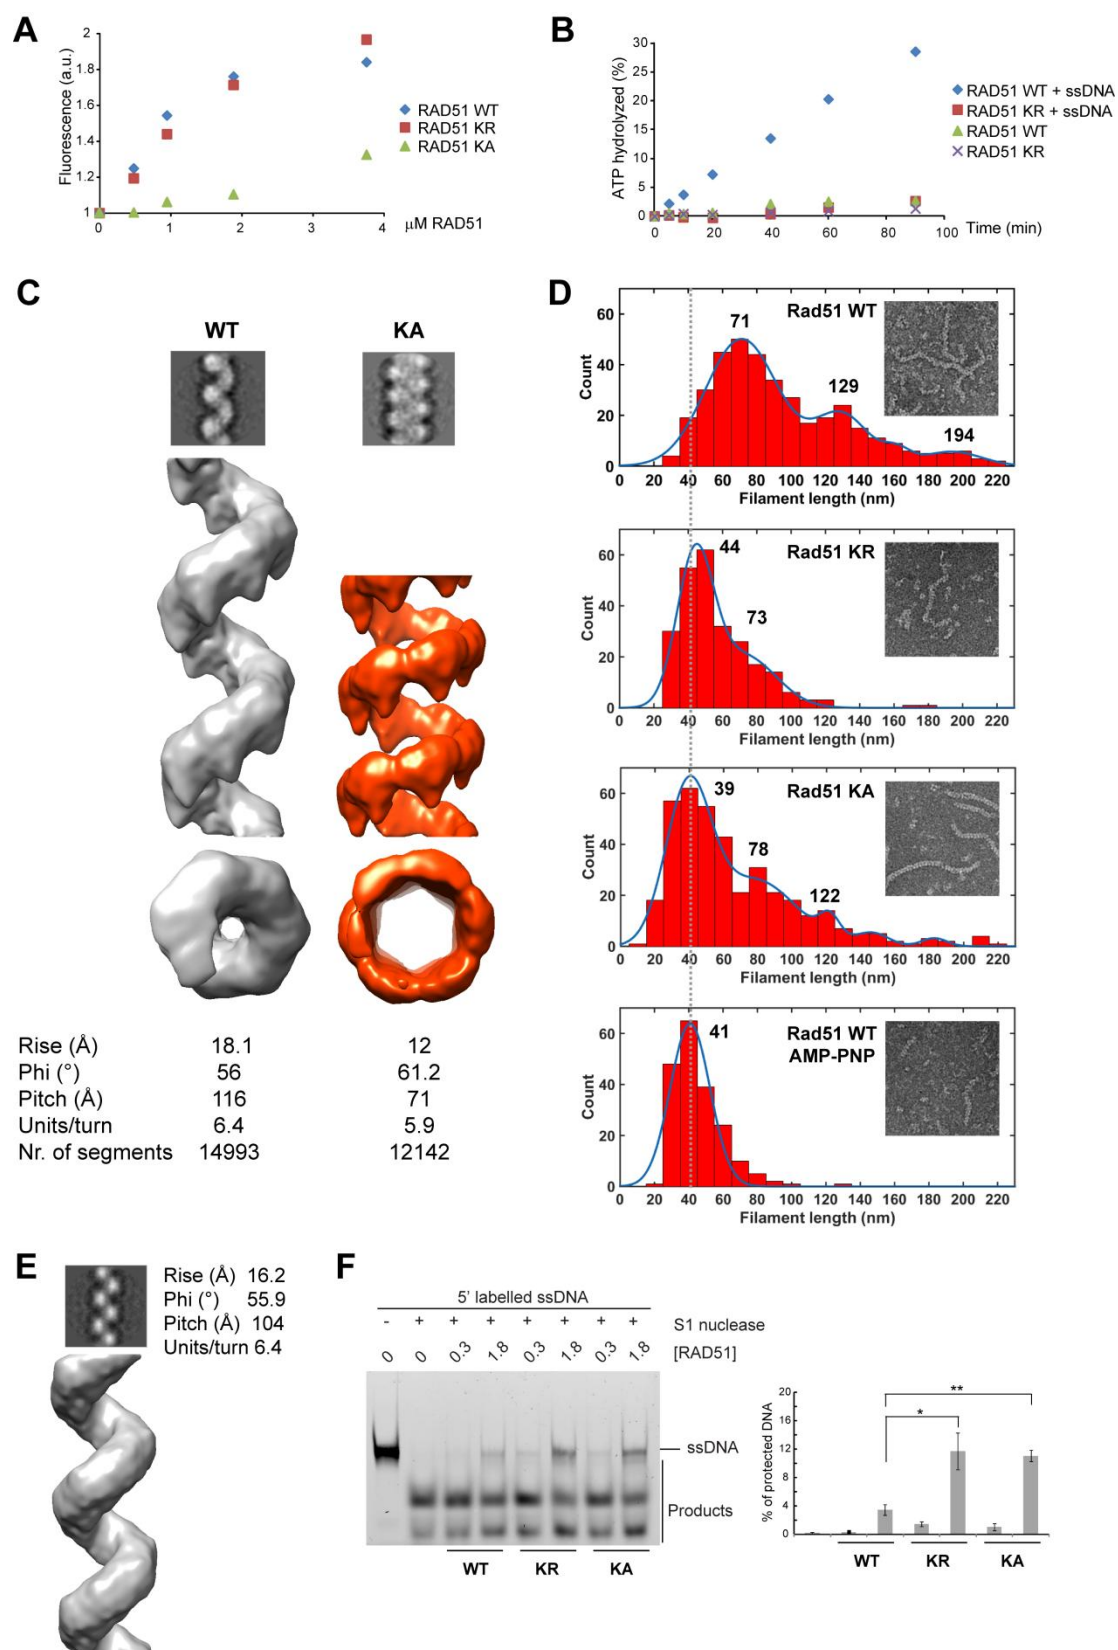 A
Fluorescence (a.u.)
2
1.8
1.6
1.4
1.2
1
0
1
2
3
4
μM RAD51
RAD51 WT
RAD51 KR
RAD51 KA
B
ATP hydrolyzed (%)
30
25
20
15
10
5
0
0
20
40
60
80
100
Time (min)
RAD51 WT + ssDNA
RAD51 KR + ssDNA
RAD51 WT
RAD51 KR
C
WT KA
Rise (Å) 18.1 12
Phi (°) 56 61.2
Pitch (Å) 116 71
Units/turn 6.4 5.9
Nr. of segments 14993 12142
D
Rad51 WT
71
129
194
Count
60
40
20
0
0 20 40 60 80 100 120 140 160 180 200 220
Filament length (nm)
Rad51 KR
44
73
Count
60
40
20
0
0 20 40 60 80 100 120 140 160 180 200 220
Filament length (nm)
Rad51 KA
39
78
122
Count
60
40
20
0
0 20 40 60 80 100 120 140 160 180 200 220
Filament length (nm)
Rad51 WT
AMP-PNP
41
Count
60
40
20
0
0 20 40 60 80 100 120 140 160 180 200 220
Filament length (nm)
E
Rise (Å) 16.2
Phi (°) 55.9
Pitch (Å) 104
Units/turn 6.4
F
5' labelled ssDNA
- + + + + + + + S1 nuclease
0 0 0.3 1.8 0.3 1.8 0.3 1.8 [RAD51]
ssDNA
Products
WT KR KA
% of protected DNA
16
12
8
4
0
*
**
WT KR KA